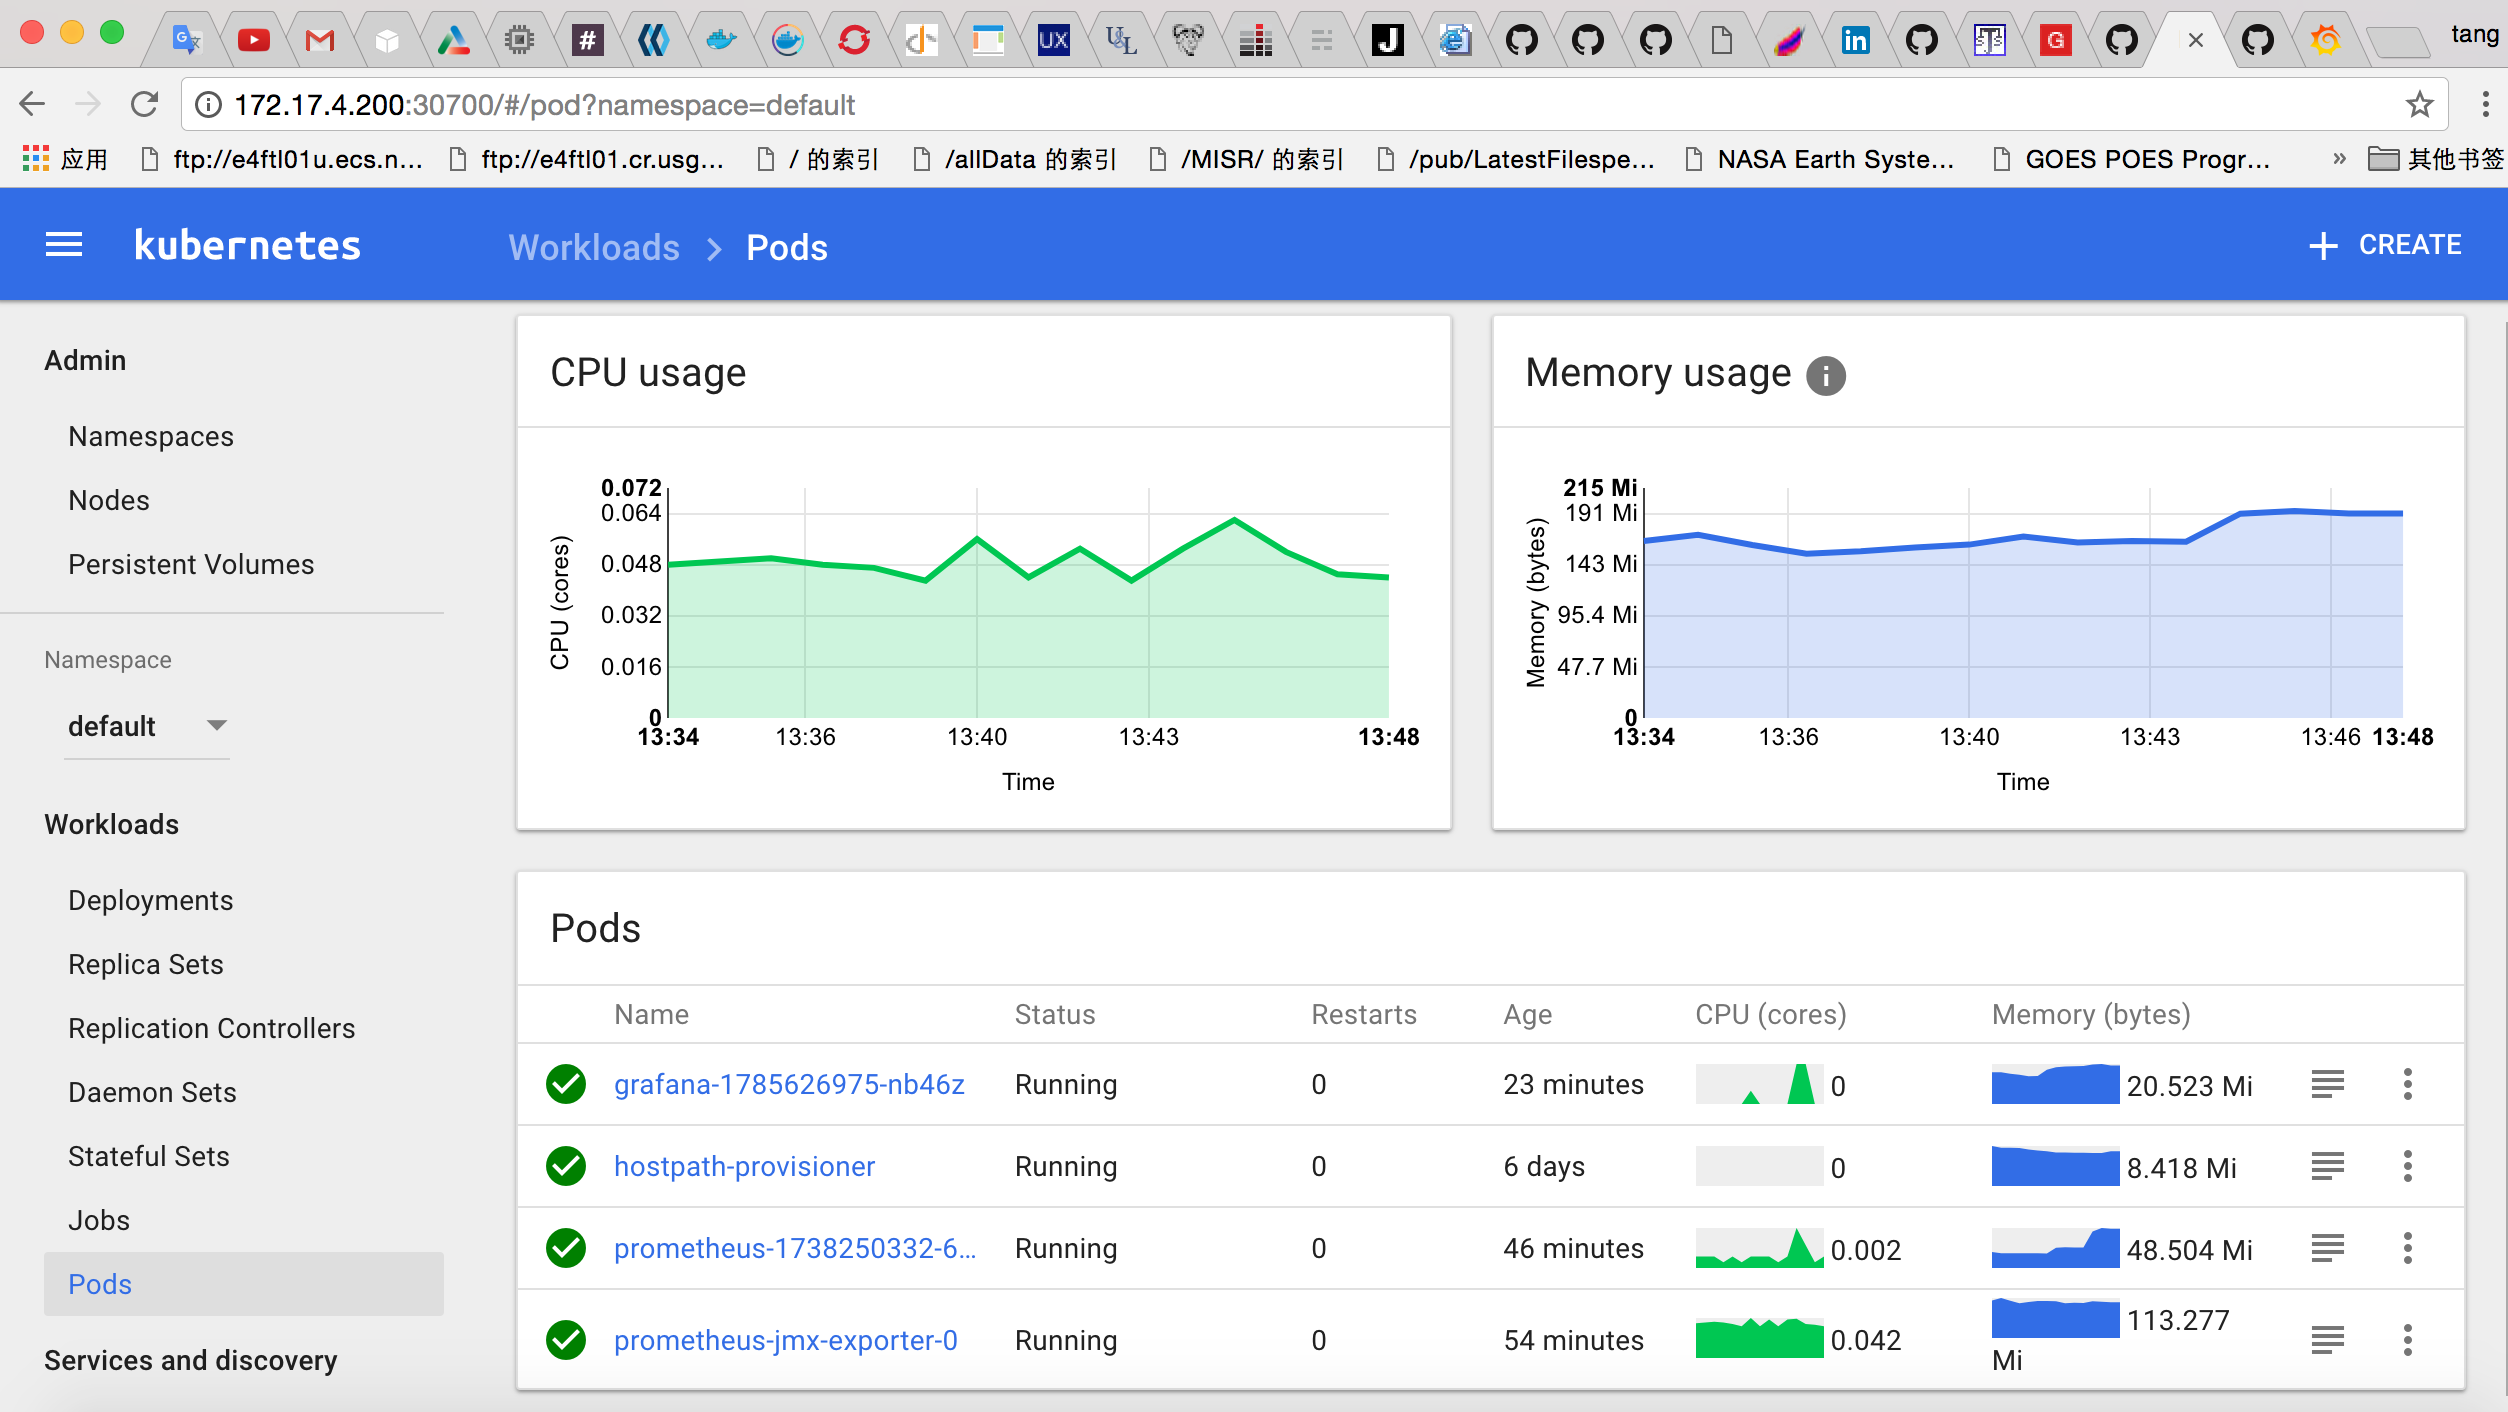 tang
172.17.4.200:30700/#/pod?namespace=default
应用 ftp://e4ftl01u.ecs.n... ftp://e4ftl01.cr.usg... / 的索引 /allData 的索引 /MISR/ 的索引 /pub/LatestFilespe... NASA Earth Syste... GOES POES Progr... » 其他书签
kubernetes Workloads > Pods + CREATE
Admin
Namespaces
Nodes
Persistent Volumes
Namespace
default
Workloads
Deployments
Replica Sets
Replication Controllers
Daemon Sets
Stateful Sets
Jobs
Pods
Services and discovery
CPU usage
CPU (cores)
0.072
0.064
0.048
0.032
0.016
0
13:34 13:36 13:40 13:43 13:48
Time
Memory usage i
Memory (bytes)
215 Mi
191 Mi
143 Mi
95.4 Mi
47.7 Mi
0
13:34 13:36 13:40 13:43 13:46 13:48
Time
Pods
Name Status Restarts Age CPU (cores) Memory (bytes)
grafana-1785626975-nb46z Running 0 23 minutes 0 20.523 Mi
hostpath-provisioner Running 0 6 days 0 8.418 Mi
prometheus-1738250332-6... Running 0 46 minutes 0.002 48.504 Mi
prometheus-jmx-exporter-0 Running 0 54 minutes 0.042 113.277
Mi